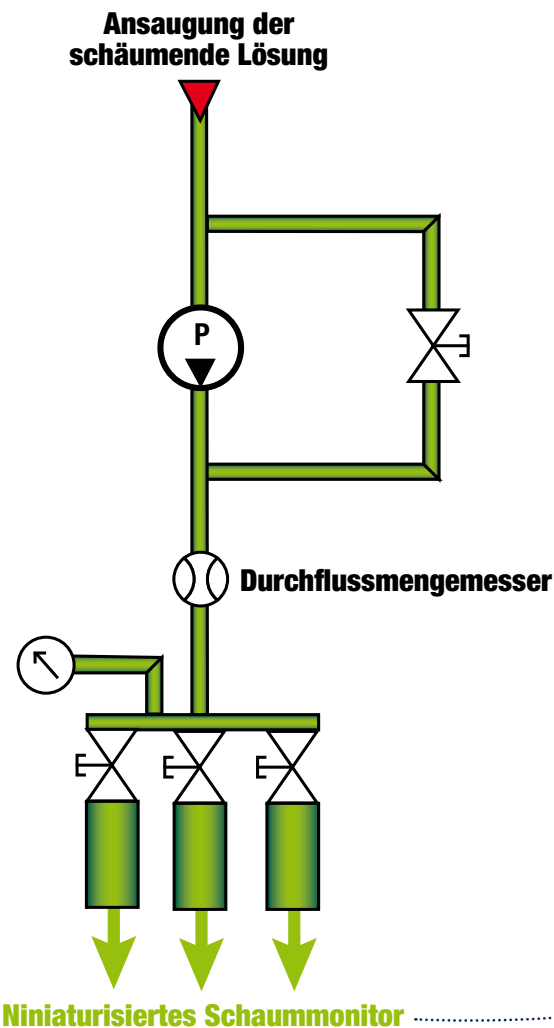 Ansaugung der
schäumende Lösung
P
Durchflussmengemesser
Niniaturisiertes Schaummonitor